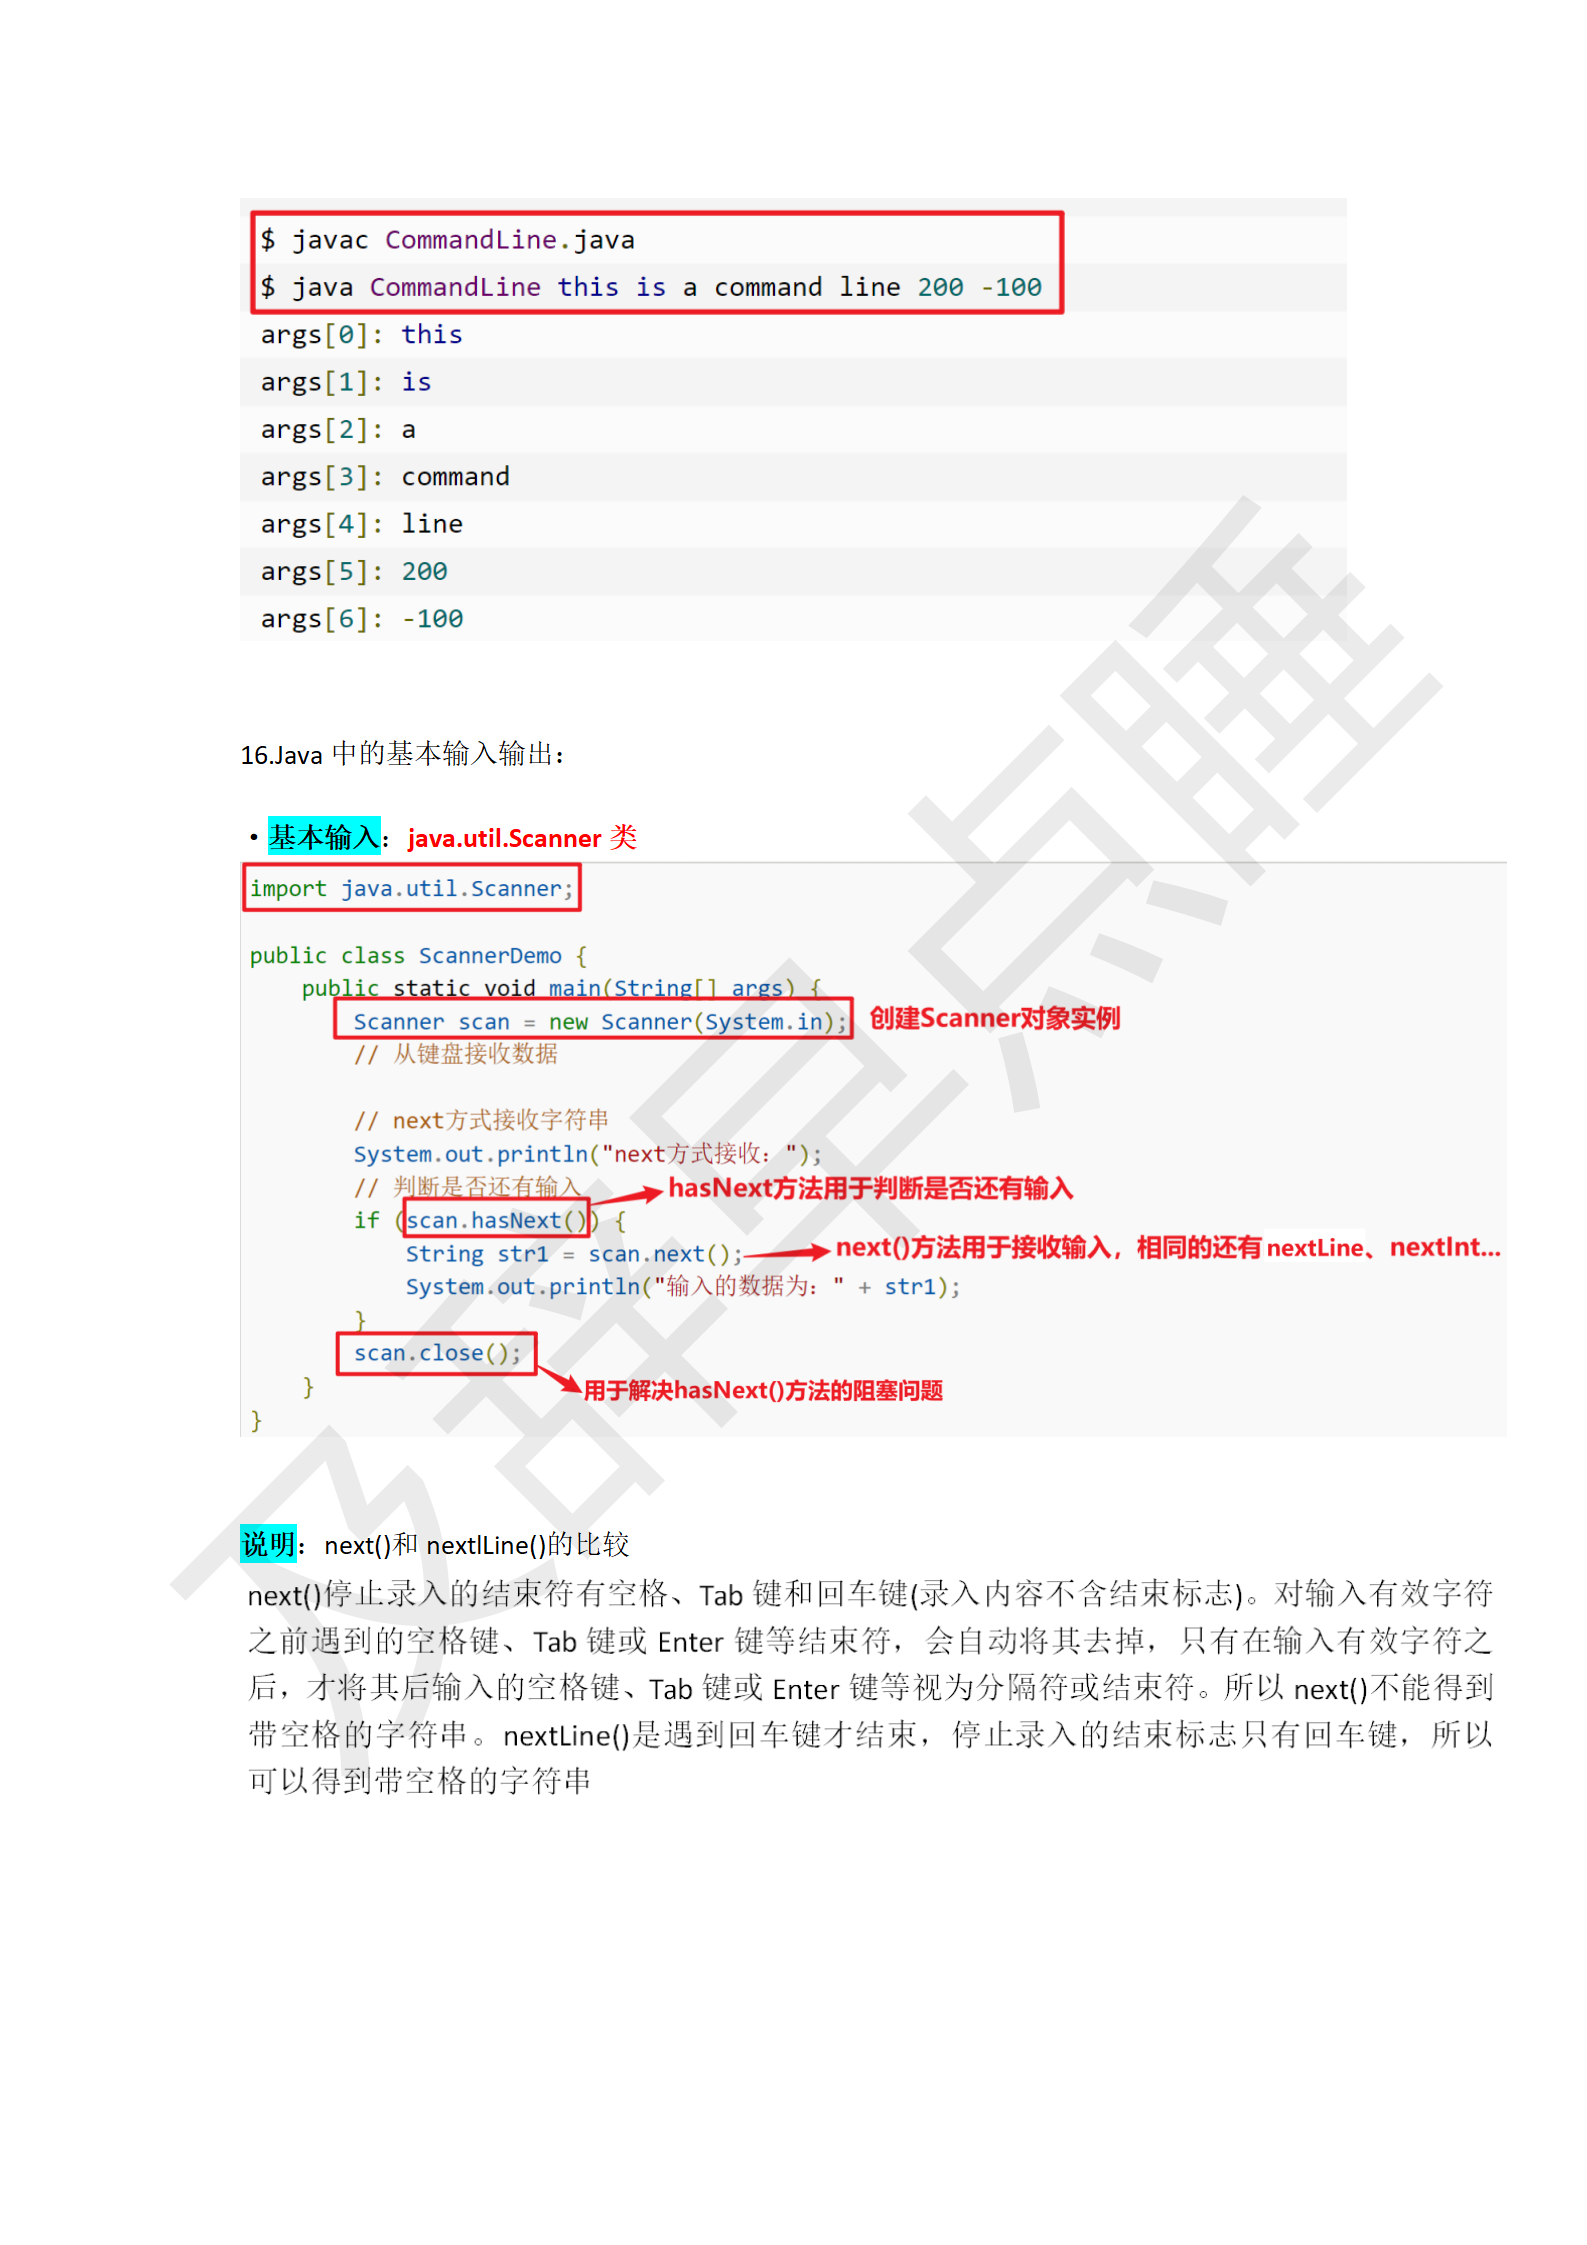 $ javac CommandLine.java
$ java CommandLine this is a command line 200 -100
args[0]: this
args[1]: is
args[2]: a
args[3]: command
args[4]: line
args[5]: 200
args[6]: -100
16.Java 中的基本输入输出：
·基本输入：java.util.Scanner 类
import java.util.Scanner;
public class ScannerDemo {
public static void main(String[] args) {
Scanner scan = new Scanner(System.in); 创建Scanner对象实例
// 从键盘接收数据
// next方式接收字符串
System.out.println("next方式接收：");
// 判断是否还有输入 hasNext方法用于判断是否还有输入
if (scan.hasNext()) {
String str1 = scan.next(); next()方法用于接收输入，相同的还有nextLine、nextInt...
System.out.println("输入的数据为：" + str1);
}
scan.close();
用于解决hasNext()方法的阻塞问题
}
}
说明：next()和 nextlLine()的比较
next()停止录入的结束符有空格、Tab 键和回车键(录入内容不含结束标志)。对输入有效字符
之前遇到的空格键、Tab 键或 Enter 键等结束符，会自动将其去掉，只有在输入有效字符之
后，才将其后输入的空格键、Tab 键或 Enter 键等视为分隔符或结束符。所以 next()不能得到
带空格的字符串。nextLine()是遇到回车键才结束，停止录入的结束标志只有回车键，所以
可以得到带空格的字符串
及辞早点睡